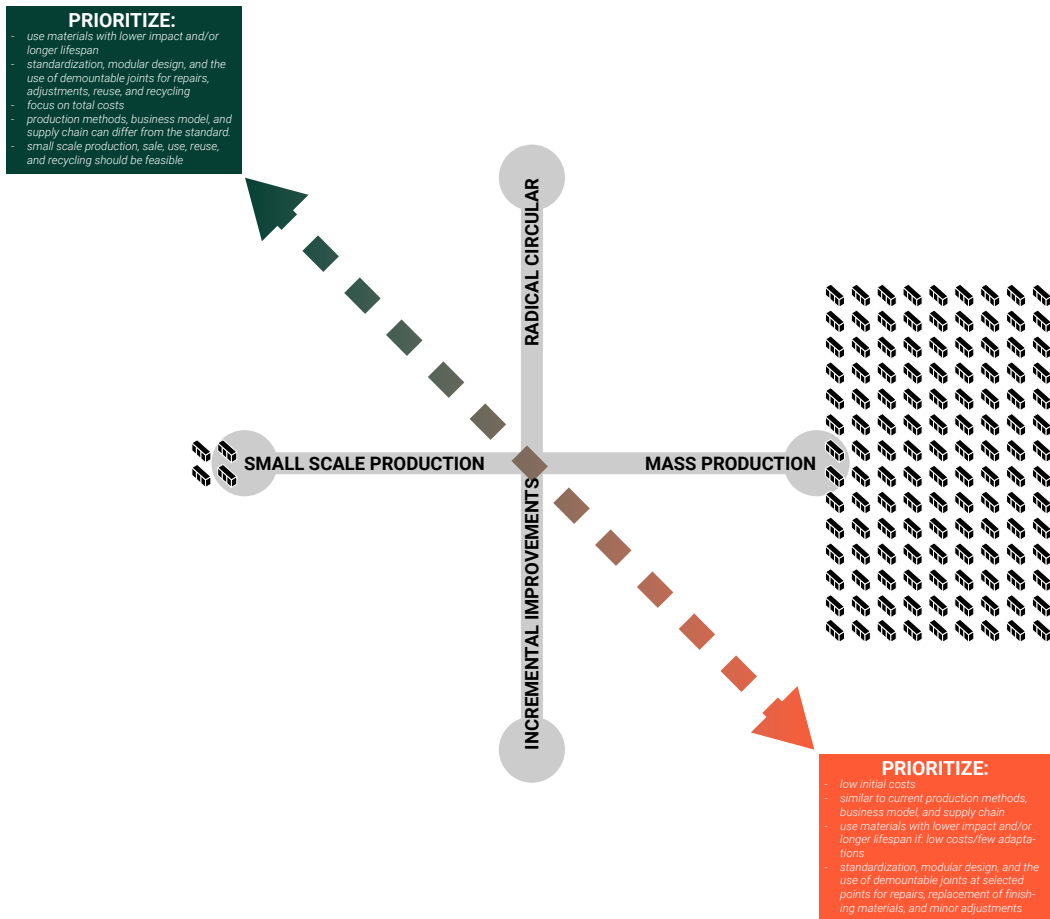 PRIORITIZE:
- use materials with lower impact and/or
longer lifespan
- standardization, modular design, and the
use of demountable joints for repairs,
adjustments, reuse, and recycling
- focus on total costs
- production methods, business model, and
supply chain can differ from the standard.
- small scale production, sale, use, reuse,
and recycling should be feasible
RADICAL CIRCULAR
SMALL SCALE PRODUCTION
MASS PRODUCTION
INCREMENTAL IMPROVEMENTS
PRIORITIZE:
- low initial costs
- similar to current production methods,
business model, and supply chain
- use materials with lower impact and/or
longer lifespan if: low costs/few adapta-
tions
- standardization, modular design, and the
use of demountable joints at selected
points for repairs, replacement of finish-
ing materials, and minor adjustments